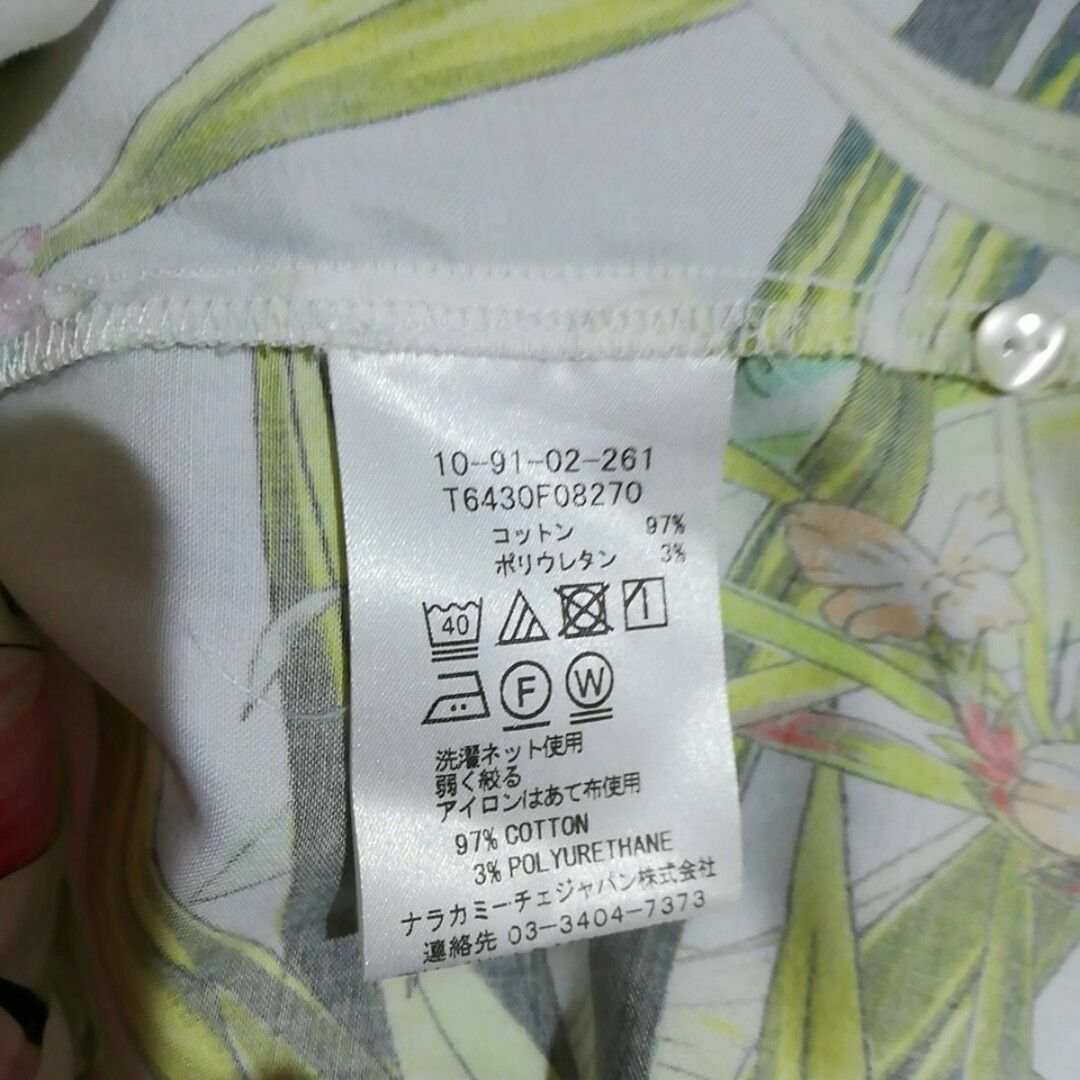 10-91-02-261
T6430F08270
コットン 97%
ポリウレタン 3%
40
F W
洗濯ネット使用
弱く絞る
アイロンはあて布使用
97% COTTON
3% POLYURETHANE
ナラカミーチェジャパン株式会社
連絡先 03-3404-7373